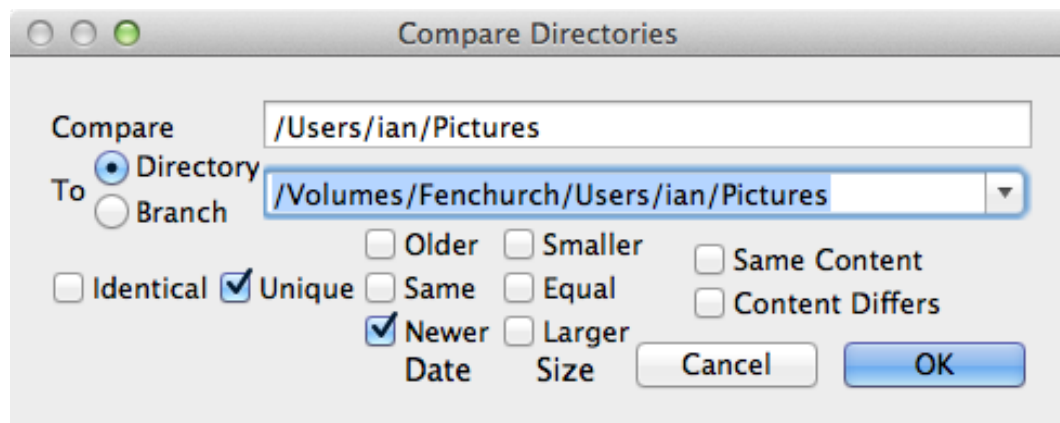 Compare Directories
Compare /Users/ian/Pictures
To Directory /Volumes/Fenchurch/Users/ian/Pictures
Branch
Older Smaller Same Content
Identical Unique Same Equal Content Differs
Newer Larger
Date Size Cancel OK